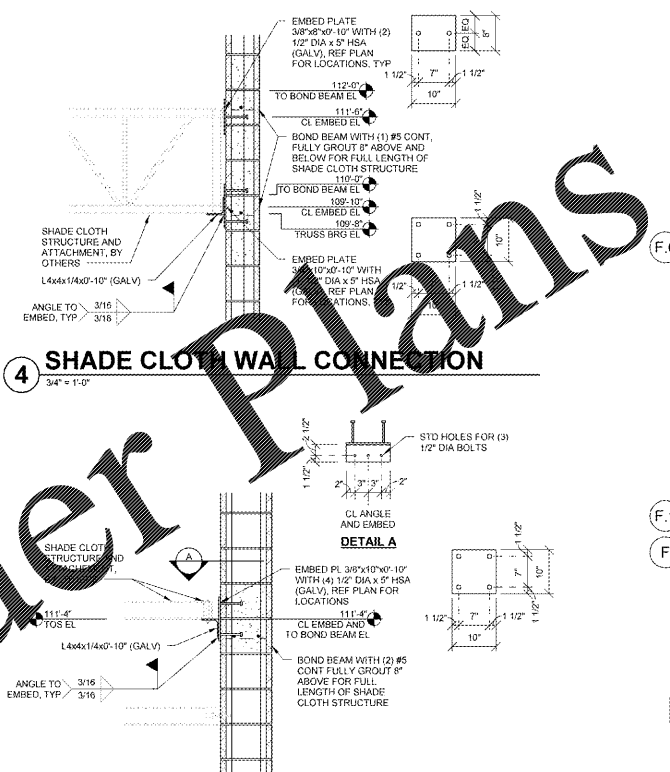 EMBED PLATE
3/8"x8"x0'-10" WITH (2)
1/2" DIA x 5" HSA
(GALV), REF PLAN
FOR LOCATIONS, TYP
EQ
EQ
8"
1 1/2"
7"
1 1/2"
10"
112'-0"
TO BOND BEAM EL
111'-6"
CL EMBED EL
BOND BEAM WITH (1) #5 CONT,
FULLY GROUT 8" ABOVE AND
BELOW FOR FULL LENGTH OF
SHADE CLOTH STRUCTURE
110'-0"
TO BOND BEAM EL
109'-10"
CL EMBED EL
109'-8"
TRUSS BRG EL
SHADE CLOTH
STRUCTURE AND
ATTACHMENT, BY
OTHERS
L4x4x1/4x0'-10" (GALV)
ANGLE TO
EMBED, TYP
3/16
3/16
EMBED PLATE
WITH
DIA x 5" HSA
REF PLAN
1 1/2"
10"
1/2"
1 1/2"
4
SHADE CLOTH WALL CONNECTION
3/4" = 1'-0"
Plans
2 1/2"
1 1/2"
STD HOLES FOR (3)
1/2" DIA BOLTS
2"
3"
3"
2"
CL ANGLE
AND EMBED
DETAIL A
SHADE CLOTH
STRUCTURE AND
A
EMBED PL 3/8"x10"x0'-10"
WITH (4) 1/2" DIA x 5" HSA
(GALV), REF PLAN FOR
LOCATIONS
111'-4"
TOS EL
111'-4"
CL EMBED AND
TO BOND BEAM EL
L4x4x1/4x0'-10" (GALV)
ANGLE TO
EMBED, TYP
3/16
3/16
BOND BEAM WITH (2) #5
CONT FULLY GROUT 8"
ABOVE FOR FULL
LENGTH OF SHADE
CLOTH STRUCTURE
1 1/2"
7"
10"
1 1/2"
1 1/2"
7"
1 1/2"
10"